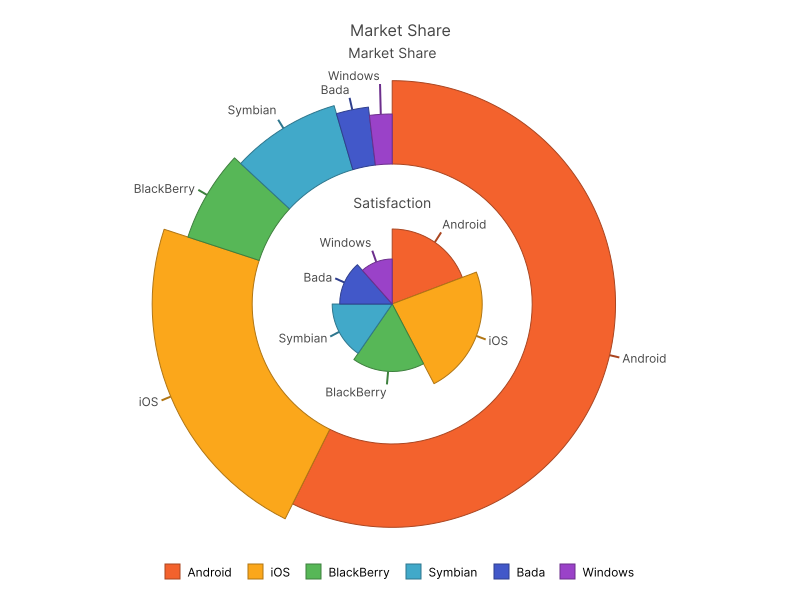 Market Share
Market Share
Windows
Bada
Symbian
BlackBerry
Satisfaction
Android
Windows
Bada
iOS
Symbian
Android
BlackBerry
iOS
Android
iOS
BlackBerry
Symbian
Bada
Windows